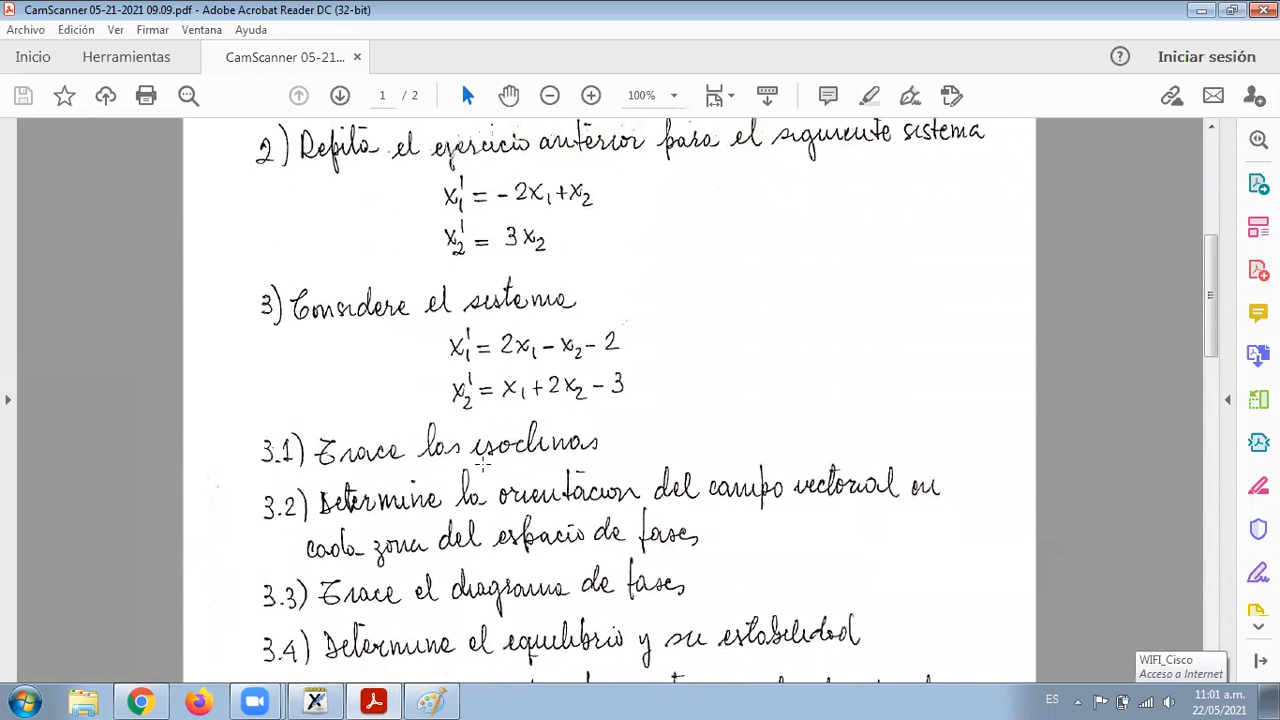 CamScanner 05-21-2021 09.09.pdf - Adobe Acrobat Reader DC (32-bit)
Archivo Edición Ver Firmar Ventana Ayuda
Inicio Herramientas CamScanner 05-21... × Iniciar sesión
1 / 2 100%
2) Repita el ejercicio anterior para el siguiente sistema
x₁' = -2x₁+x₂
x₂' = 3x₂
3) Considere el sistema
x₁' = 2x₁ - x₂ - 2
x₂' = x₁ + 2x₂ - 3
3.1) Trace las isoclinas
3.2) Determine la orientacion del campo vectorial en
cada zona del espacio de fases
3.3) Trace el diagrama de fases
3.4) Determine el equilibrio y su estabilidad
WIFI_Cisco
Acceso a Internet
ES 11:01 a.m.
22/05/2021